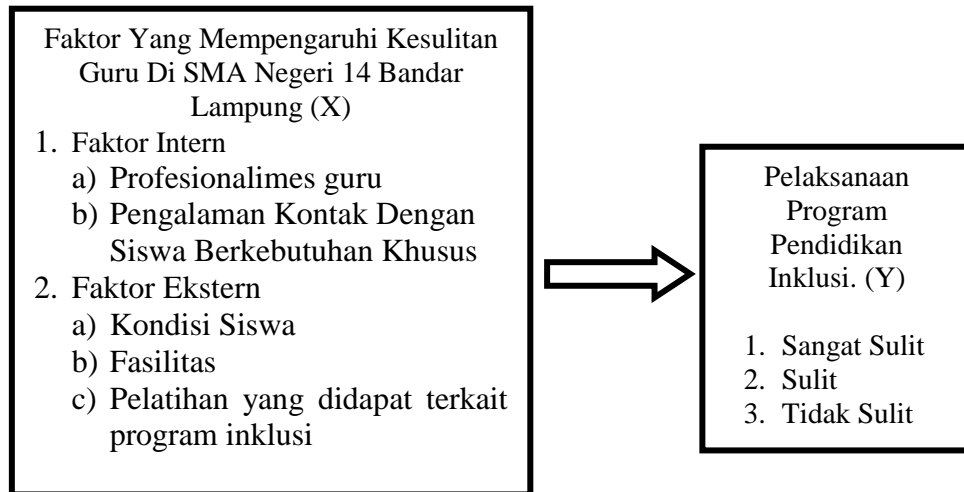 Faktor Yang Mempengaruhi Kesulitan
Guru Di SMA Negeri 14 Bandar
Lampung (X)
1. Faktor Intern
a) Profesionalimes guru
b) Pengalaman Kontak Dengan
Siswa Berkebutuhan Khusus
2. Faktor Ekstern
a) Kondisi Siswa
b) Fasilitas
c) Pelatihan yang didapat terkait
program inklusi
Pelaksanaan
Program
Pendidikan
Inklusi. (Y)
1. Sangat Sulit
2. Sulit
3. Tidak Sulit